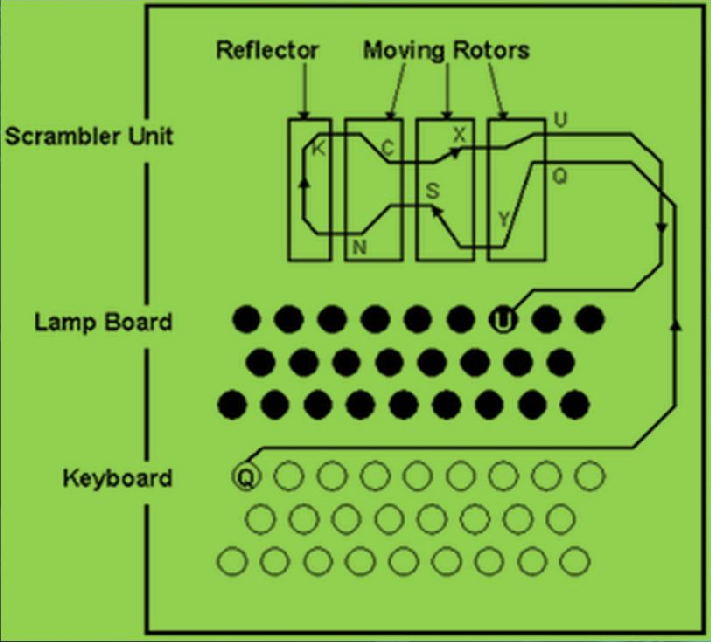 Reflector Moving Rotors
Scrambler Unit
U
X
K C
Q
S
Y
N
Lamp Board
U
Keyboard
Q